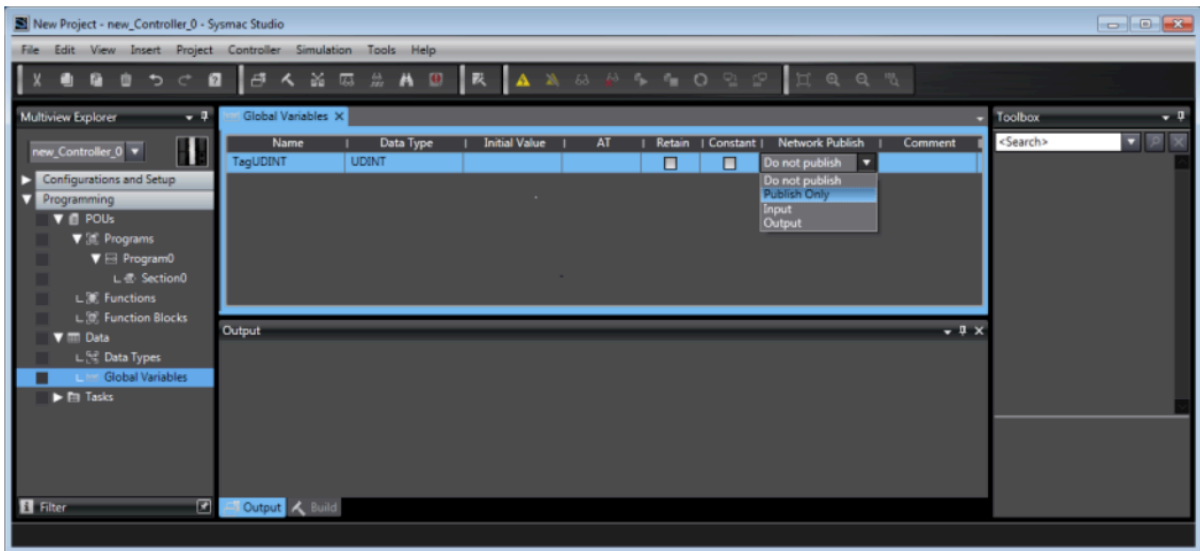 New Project - new_Controller_0 - Sysmac Studio
File Edit View Insert Project Controller Simulation Tools Help
Multiview Explorer
new_Controller_0
Configurations and Setup
Programming
POUs
Programs
Program0
Section0
Functions
Function Blocks
Data
Data Types
Global Variables
Tasks
Filter
Global Variables
Name Data Type Initial Value AT Retain Constant Network Publish Comment
TagUDINT UDINT Do not publish
Do not publish
Publish Only
Input
Output
Output
Output Build
Toolbox
<Search>